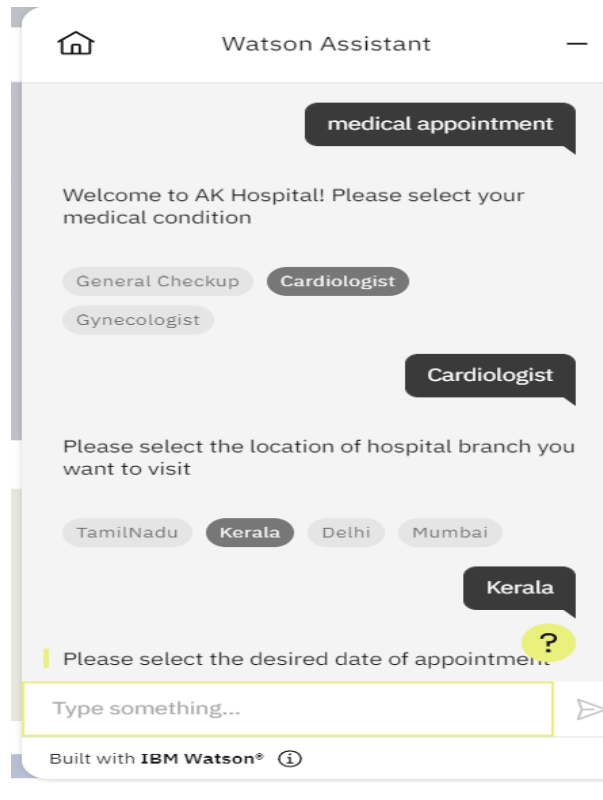 Watson Assistant
medical appointment
Welcome to AK Hospital! Please select your
medical condition
General Checkup Cardiologist
Gynecologist
Cardiologist
Please select the location of hospital branch you
want to visit
TamilNadu Kerala Delhi Mumbai
Kerala
?
Please select the desired date of appointment
Type something...
Built with IBM Watson®